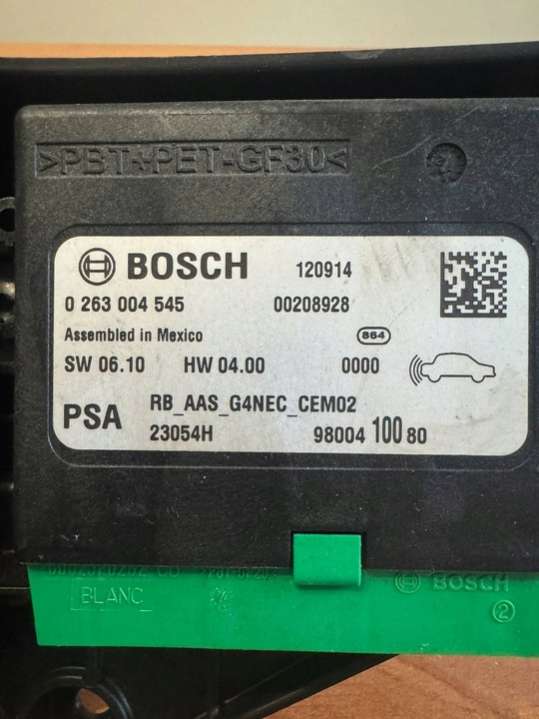 >PBT+PET-GF30<
BOSCH 120914
0 263 004 545 00208928
Assembled in Mexico 864
SW 06.10 HW 04.00 0000
PSA RB_AAS_G4NEC_CEM02
23054H 98004 100 80
BOSCH
BLANC 2